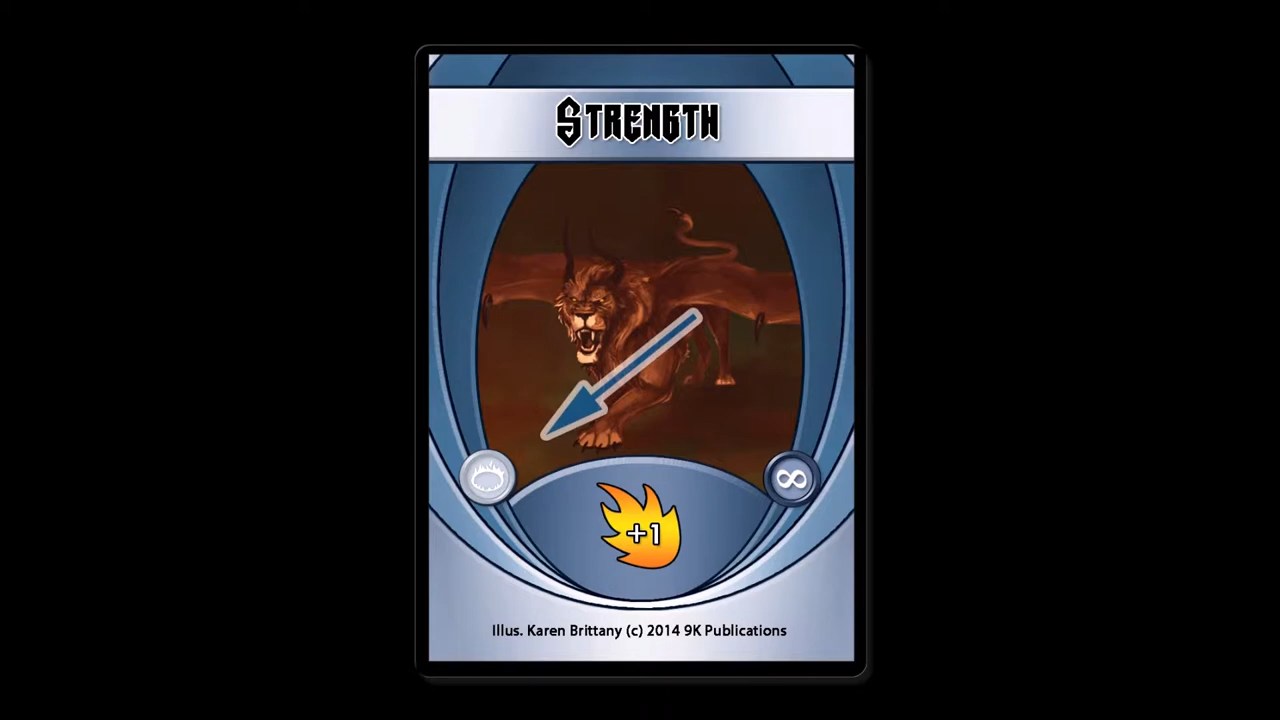 Strength
+1
∞
Illus. Karen Brittany (c) 2014 9K Publications